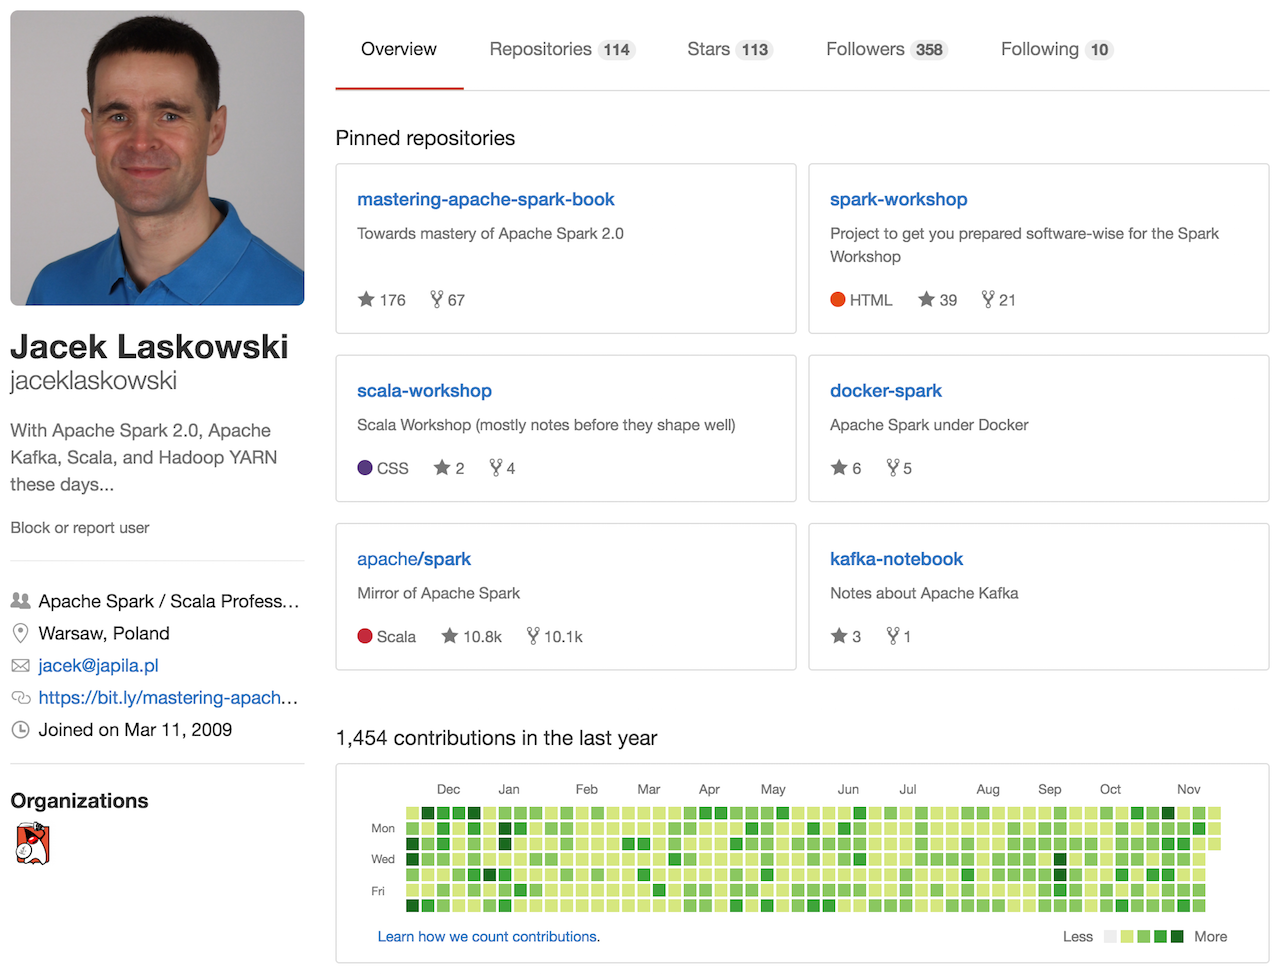 Overview
Repositories 114
Stars 113
Followers 358
Following 10
Jacek Laskowski
jaceklaskowski
With Apache Spark 2.0, Apache
Kafka, Scala, and Hadoop YARN
these days...
Block or report user
Apache Spark / Scala Profess...
Warsaw, Poland
jacek@japila.pl
https://bit.ly/mastering-apach...
Joined on Mar 11, 2009
Organizations
Pinned repositories
mastering-apache-spark-book
Towards mastery of Apache Spark 2.0
176 67
spark-workshop
Project to get you prepared software-wise for the Spark
Workshop
HTML 39 21
scala-workshop
Scala Workshop (mostly notes before they shape well)
CSS 2 4
docker-spark
Apache Spark under Docker
6 5
apache/spark
Mirror of Apache Spark
Scala 10.8k 10.1k
kafka-notebook
Notes about Apache Kafka
3 1
1,454 contributions in the last year
Dec Jan Feb Mar Apr May Jun Jul Aug Sep Oct Nov
Mon
Wed
Fri
Learn how we count contributions.
Less More